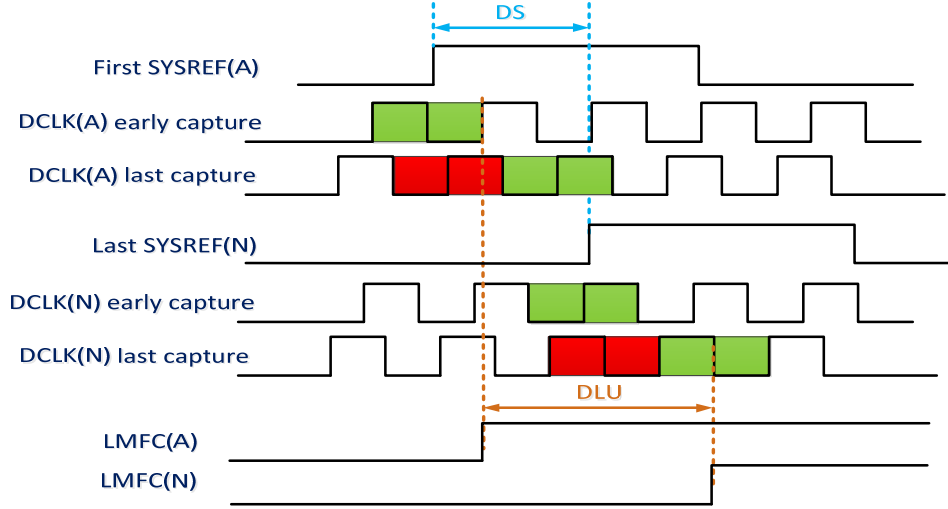 DS
First SYSREF(A)
DCLK(A) early capture
DCLK(A) last capture
Last SYSREF(N)
DCLK(N) early capture
DCLK(N) last capture
DLU
LMFC(A)
LMFC(N)